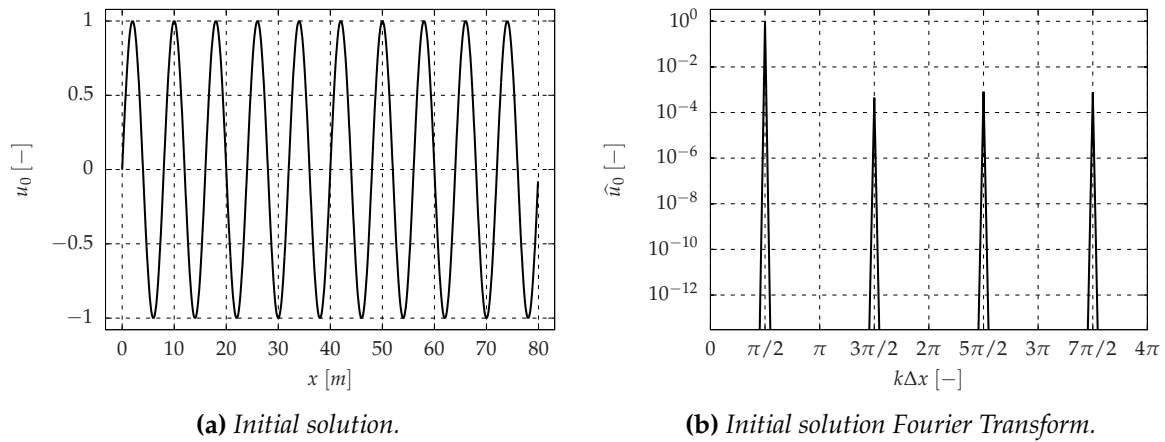 1
0.5
0
−0.5
−1
u₀ [−]
0 10 20 30 40 50 60 70 80
x [m]
(a) Initial solution.
10⁰
10⁻²
10⁻⁴
10⁻⁶
10⁻⁸
10⁻¹⁰
10⁻¹²
û₀ [−]
0 π/2 π 3π/2 2π 5π/2 3π 7π/2 4π
kΔx [−]
(b) Initial solution Fourier Transform.